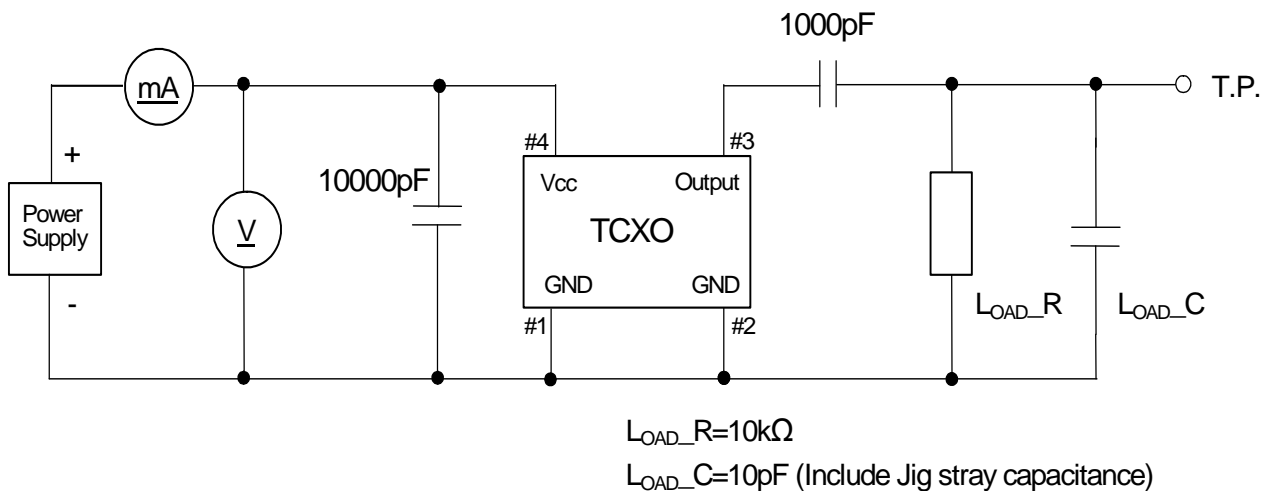 1000pF
mA
T.P.
#4
#3
+
10000pF
Vcc
Output
Power
Supply
V
TCXO
-
GND
GND
#1
#2
LOAD_R
LOAD_C
LOAD_R=10kΩ
LOAD_C=10pF (Include Jig stray capacitance)